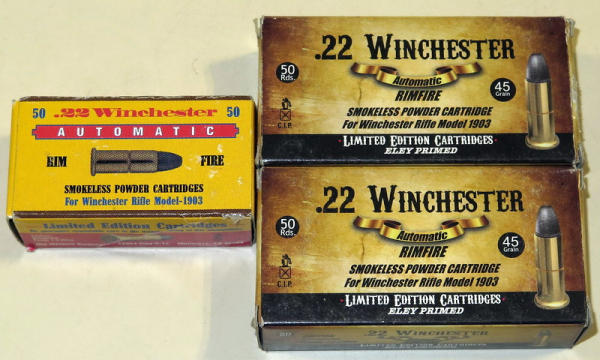 50 .22 Winchester 50
AUTOMATIC
RIM FIRE
SMOKELESS POWDER CARTRIDGES
For Winchester Rifle Model-1903
Limited Edition Cartridges
.22 WINCHESTER
50
Rds.
Automatic
RIMFIRE
45
Grain
C.I.P.
SMOKELESS POWDER CARTRIDGE
For Winchester Rifle Model 1903
LIMITED EDITION CARTRIDGES
ELEY PRIMED
.22 WINCHESTER
50
Rds.
Automatic
RIMFIRE
45
Grain
C.I.P.
SMOKELESS POWDER CARTRIDGE
For Winchester Rifle Model 1903
LIMITED EDITION CARTRIDGES
ELEY PRIMED
.22 WINCHESTER